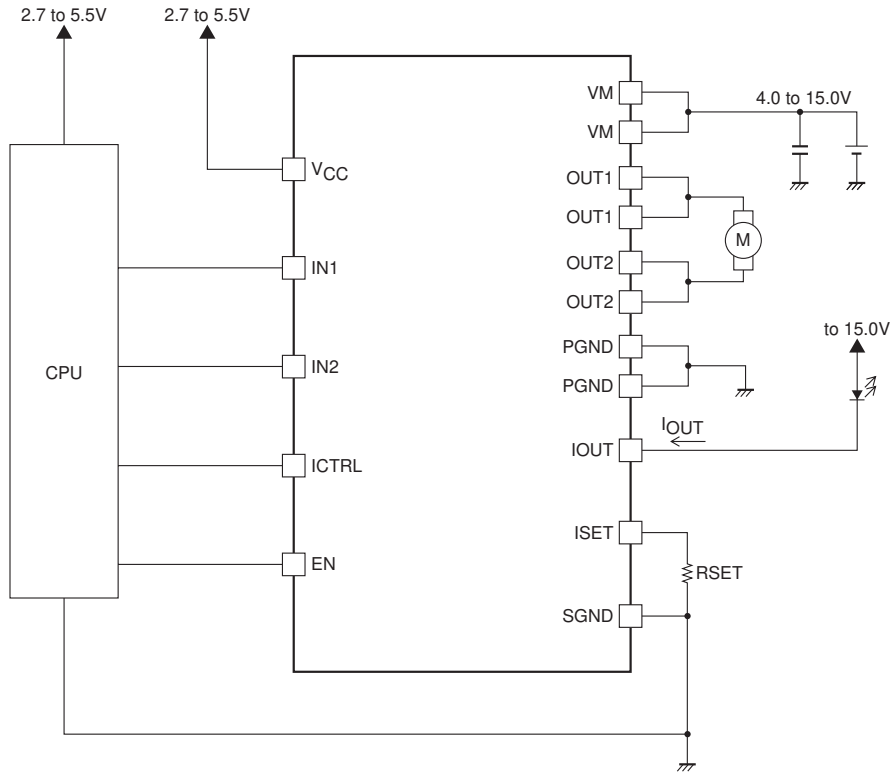 2.7 to 5.5V
2.7 to 5.5V
VM
4.0 to 15.0V
VM
VCC
OUT1
OUT1
M
IN1
OUT2
OUT2
to 15.0V
PGND
CPU
IN2
PGND
IOUT
IOUT
ICTRL
ISET
EN
RSET
SGND